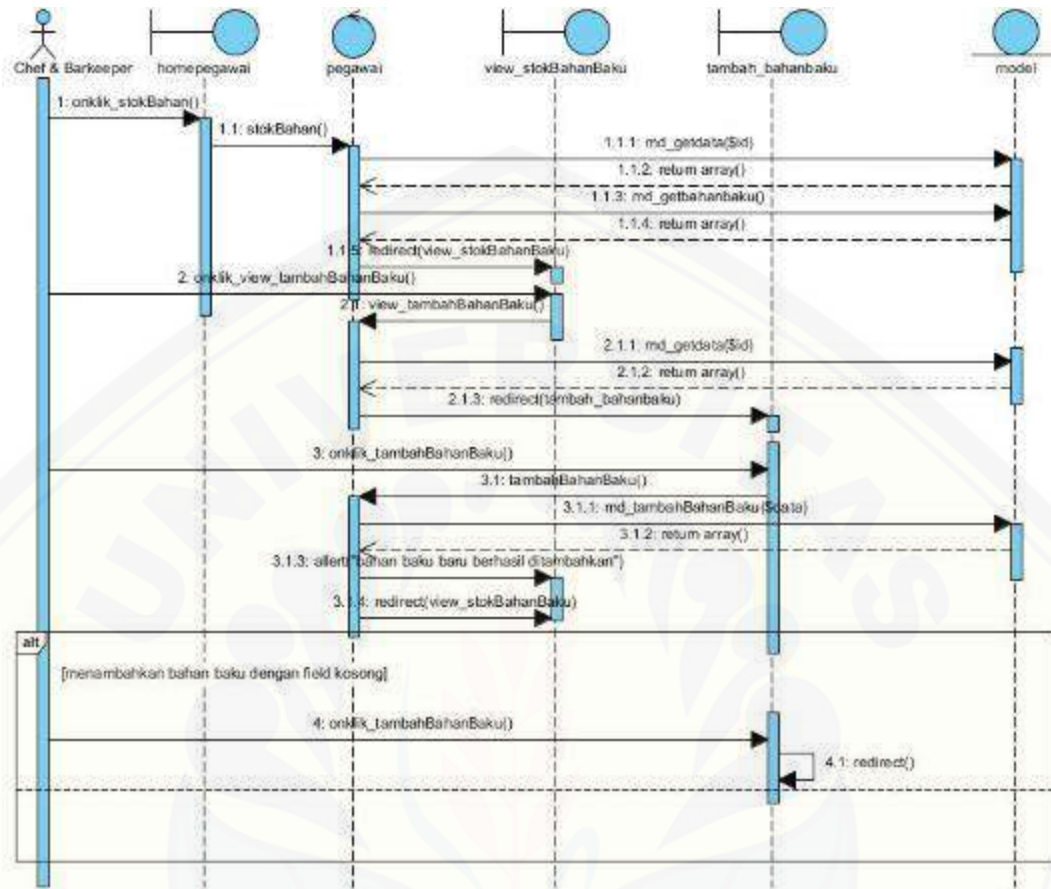 Chef & Barkeeper
homepegawai
pegawai
view_stokBahanBaku
tambah_bahanbaku
model
1: onklik_stokBahan()
1.1: stokBahan()
1.1.1: md_getdata($id)
1.1.2: return array()
1.1.3: md_getbahanbaku()
1.1.4: return array()
1.1.5: redirect(view_stokBahanBaku)
2: onklik_view_tambahBahanBaku()
2.1: view_tambahBahanBaku()
2.1.1: md_getdata($id)
2.1.2: return array()
2.1.3: redirect(tambah_bahanbaku)
3: onklik_tambahBahanBaku()
3.1: tambahBahanBaku()
3.1.1: md_tambahBahanBaku($data)
3.1.2: return array()
3.1.3: allert("bahan baku baru berhasil ditambahkan")
3.1.4: redirect(view_stokBahanBaku)
alt
[menambahkan bahan baku dengan field kosong]
4: onklik_tambahBahanBaku()
4.1: redirect()
UNIVERSITAS